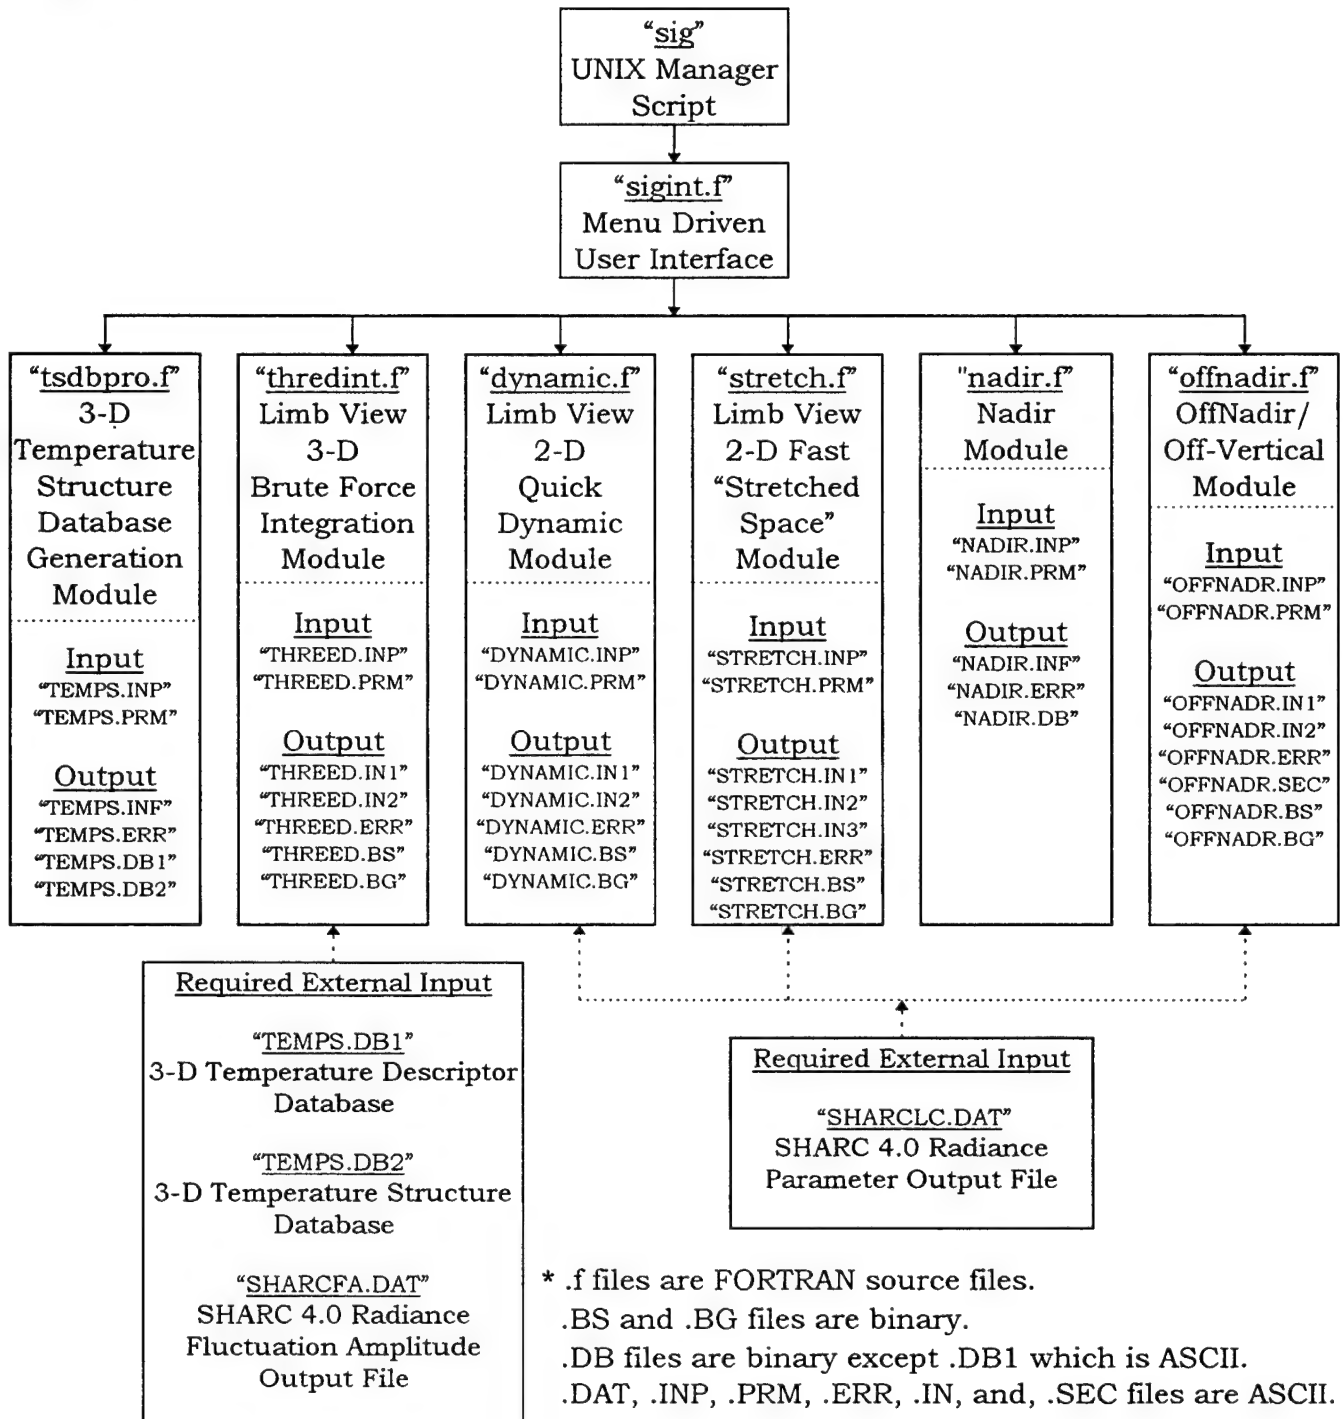 “sig”
UNIX Manager
Script
“sigint.f”
Menu Driven
User Interface
“tsdbpro.f”
3-D
Temperature
Structure
Database
Generation
Module
Input
“TEMPS.INP”
“TEMPS.PRM”
Output
“TEMPS.INF”
“TEMPS.ERR”
“TEMPS.DB1”
“TEMPS.DB2”
“thredint.f”
Limb View
3-D
Brute Force
Integration
Module
Input
“THREED.INP”
“THREED.PRM”
Output
“THREED.IN1”
“THREED.IN2”
“THREED.ERR”
“THREED.BS”
“THREED.BG”
“dynamic.f”
Limb View
2-D
Quick
Dynamic
Module
Input
“DYNAMIC.INP”
“DYNAMIC.PRM”
Output
“DYNAMIC.IN1”
“DYNAMIC.IN2”
“DYNAMIC.ERR”
“DYNAMIC.BS”
“DYNAMIC.BG”
“stretch.f”
Limb View
2-D Fast
“Stretched
Space”
Module
Input
“STRETCH.INP”
“STRETCH.PRM”
Output
“STRETCH.IN1”
“STRETCH.IN2”
“STRETCH.IN3”
“STRETCH.ERR”
“STRETCH.BS”
“STRETCH.BG”
"nadir.f”
Nadir
Module
Input
“NADIR.INP”
“NADIR.PRM”
Output
“NADIR.INF”
“NADIR.ERR”
“NADIR.DB”
“offnadir.f”
OffNadir/
Off-Vertical
Module
Input
“OFFNADR.INP”
“OFFNADR.PRM”
Output
“OFFNADR.IN1”
“OFFNADR.IN2”
“OFFNADR.ERR”
“OFFNADR.SEC”
“OFFNADR.BS”
“OFFNADR.BG”
Required External Input
“TEMPS.DB1”
3-D Temperature Descriptor
Database
“TEMPS.DB2”
3-D Temperature Structure
Database
“SHARCFA.DAT”
SHARC 4.0 Radiance
Fluctuation Amplitude
Output File
Required External Input
“SHARCLC.DAT”
SHARC 4.0 Radiance
Parameter Output File
* .f files are FORTRAN source files.
.BS and .BG files are binary.
.DB files are binary except .DB1 which is ASCII.
.DAT, .INP, .PRM, .ERR, .IN, and, .SEC files are ASCII.